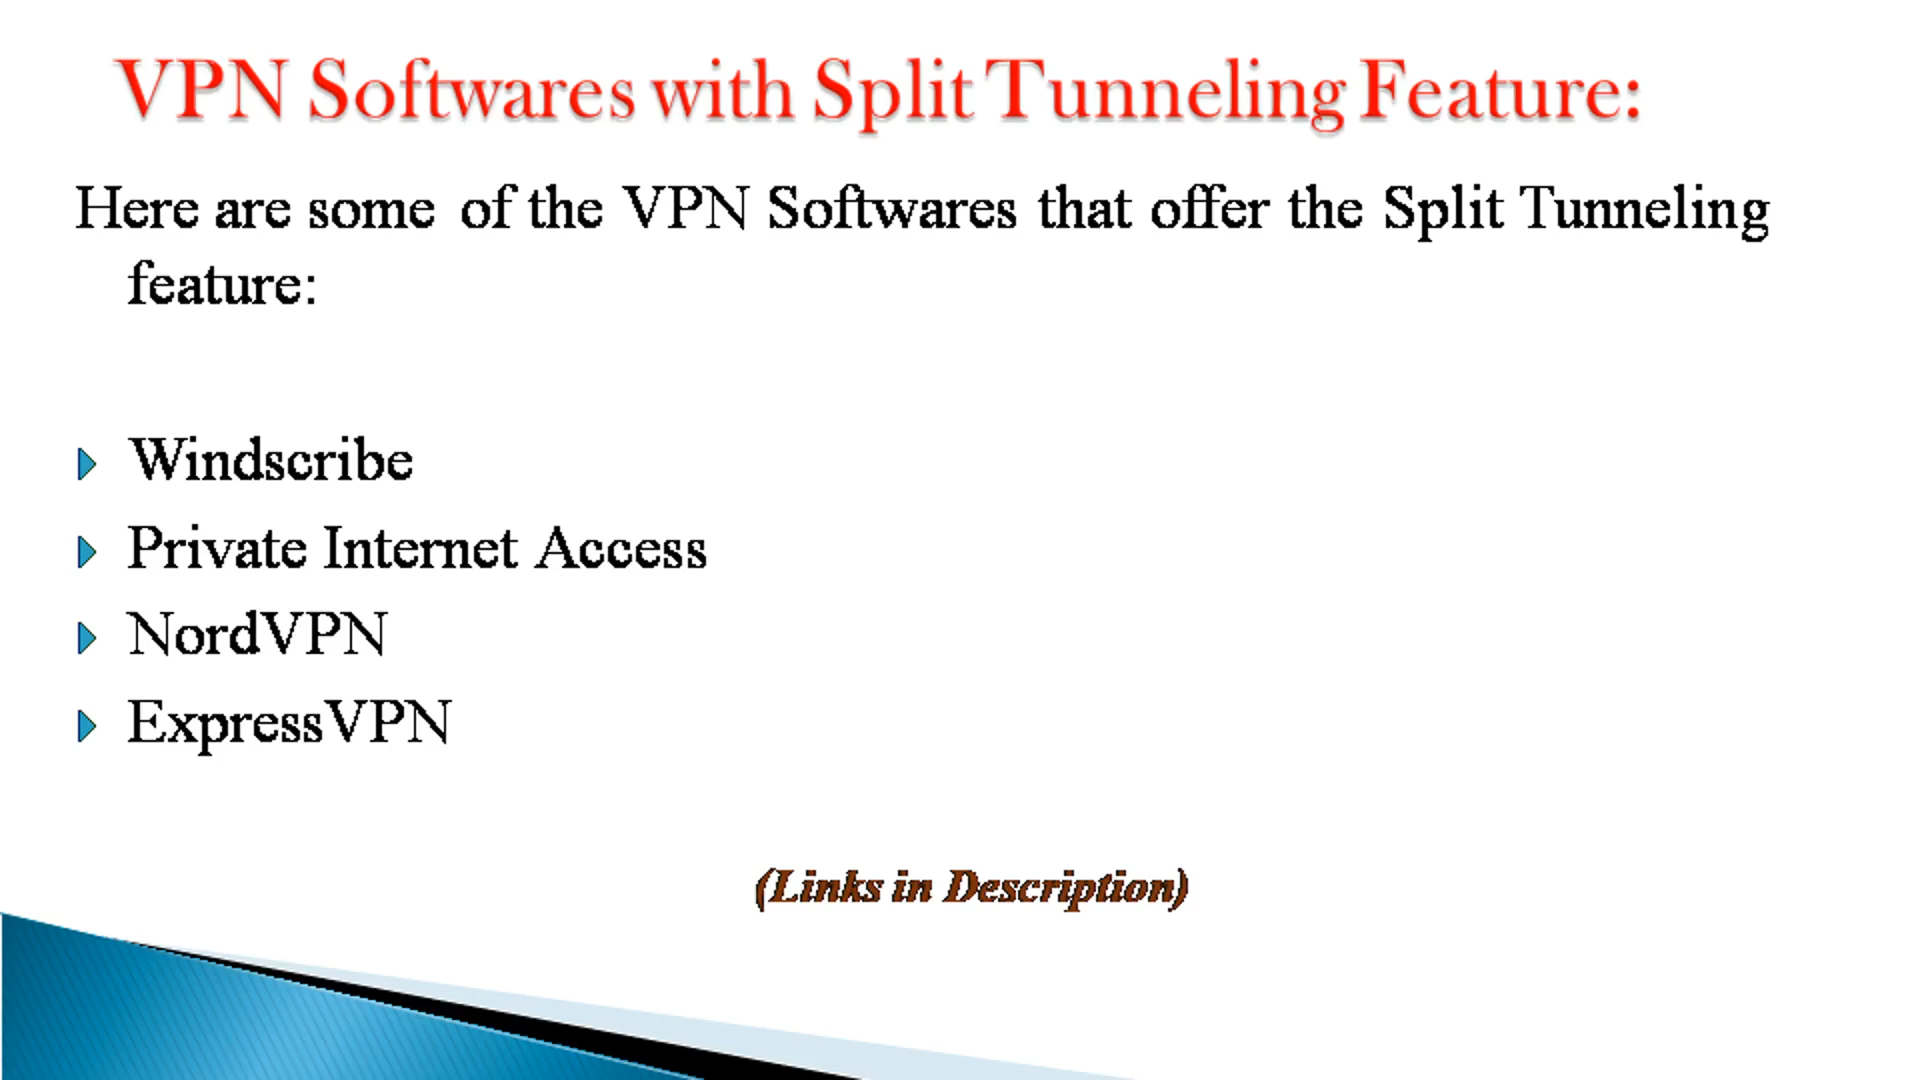 VPN Softwares with Split Tunneling Feature:
Here are some of the VPN Softwares that offer the Split Tunneling
feature:
Windscribe
Private Internet Access
NordVPN
ExpressVPN
(Links in Description)